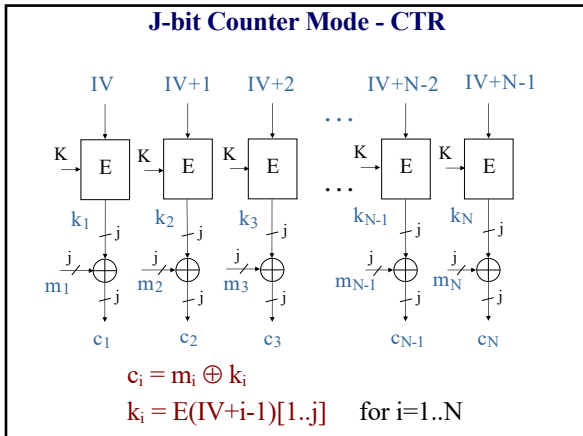 J-bit Counter Mode - CTR
IV IV+1 IV+2 IV+N-2 IV+N-1
...
K E K E K E K E K E
...
k₁ k₂ k₃ kN-1 kN
j j j j j
j j j j j
m₁ m₂ m₃ mN-1 mN
j j j j j
c₁ c₂ c₃ cN-1 cN
cᵢ = mᵢ ⊕ kᵢ
kᵢ = E(IV+i-1)[1..j] for i=1..N